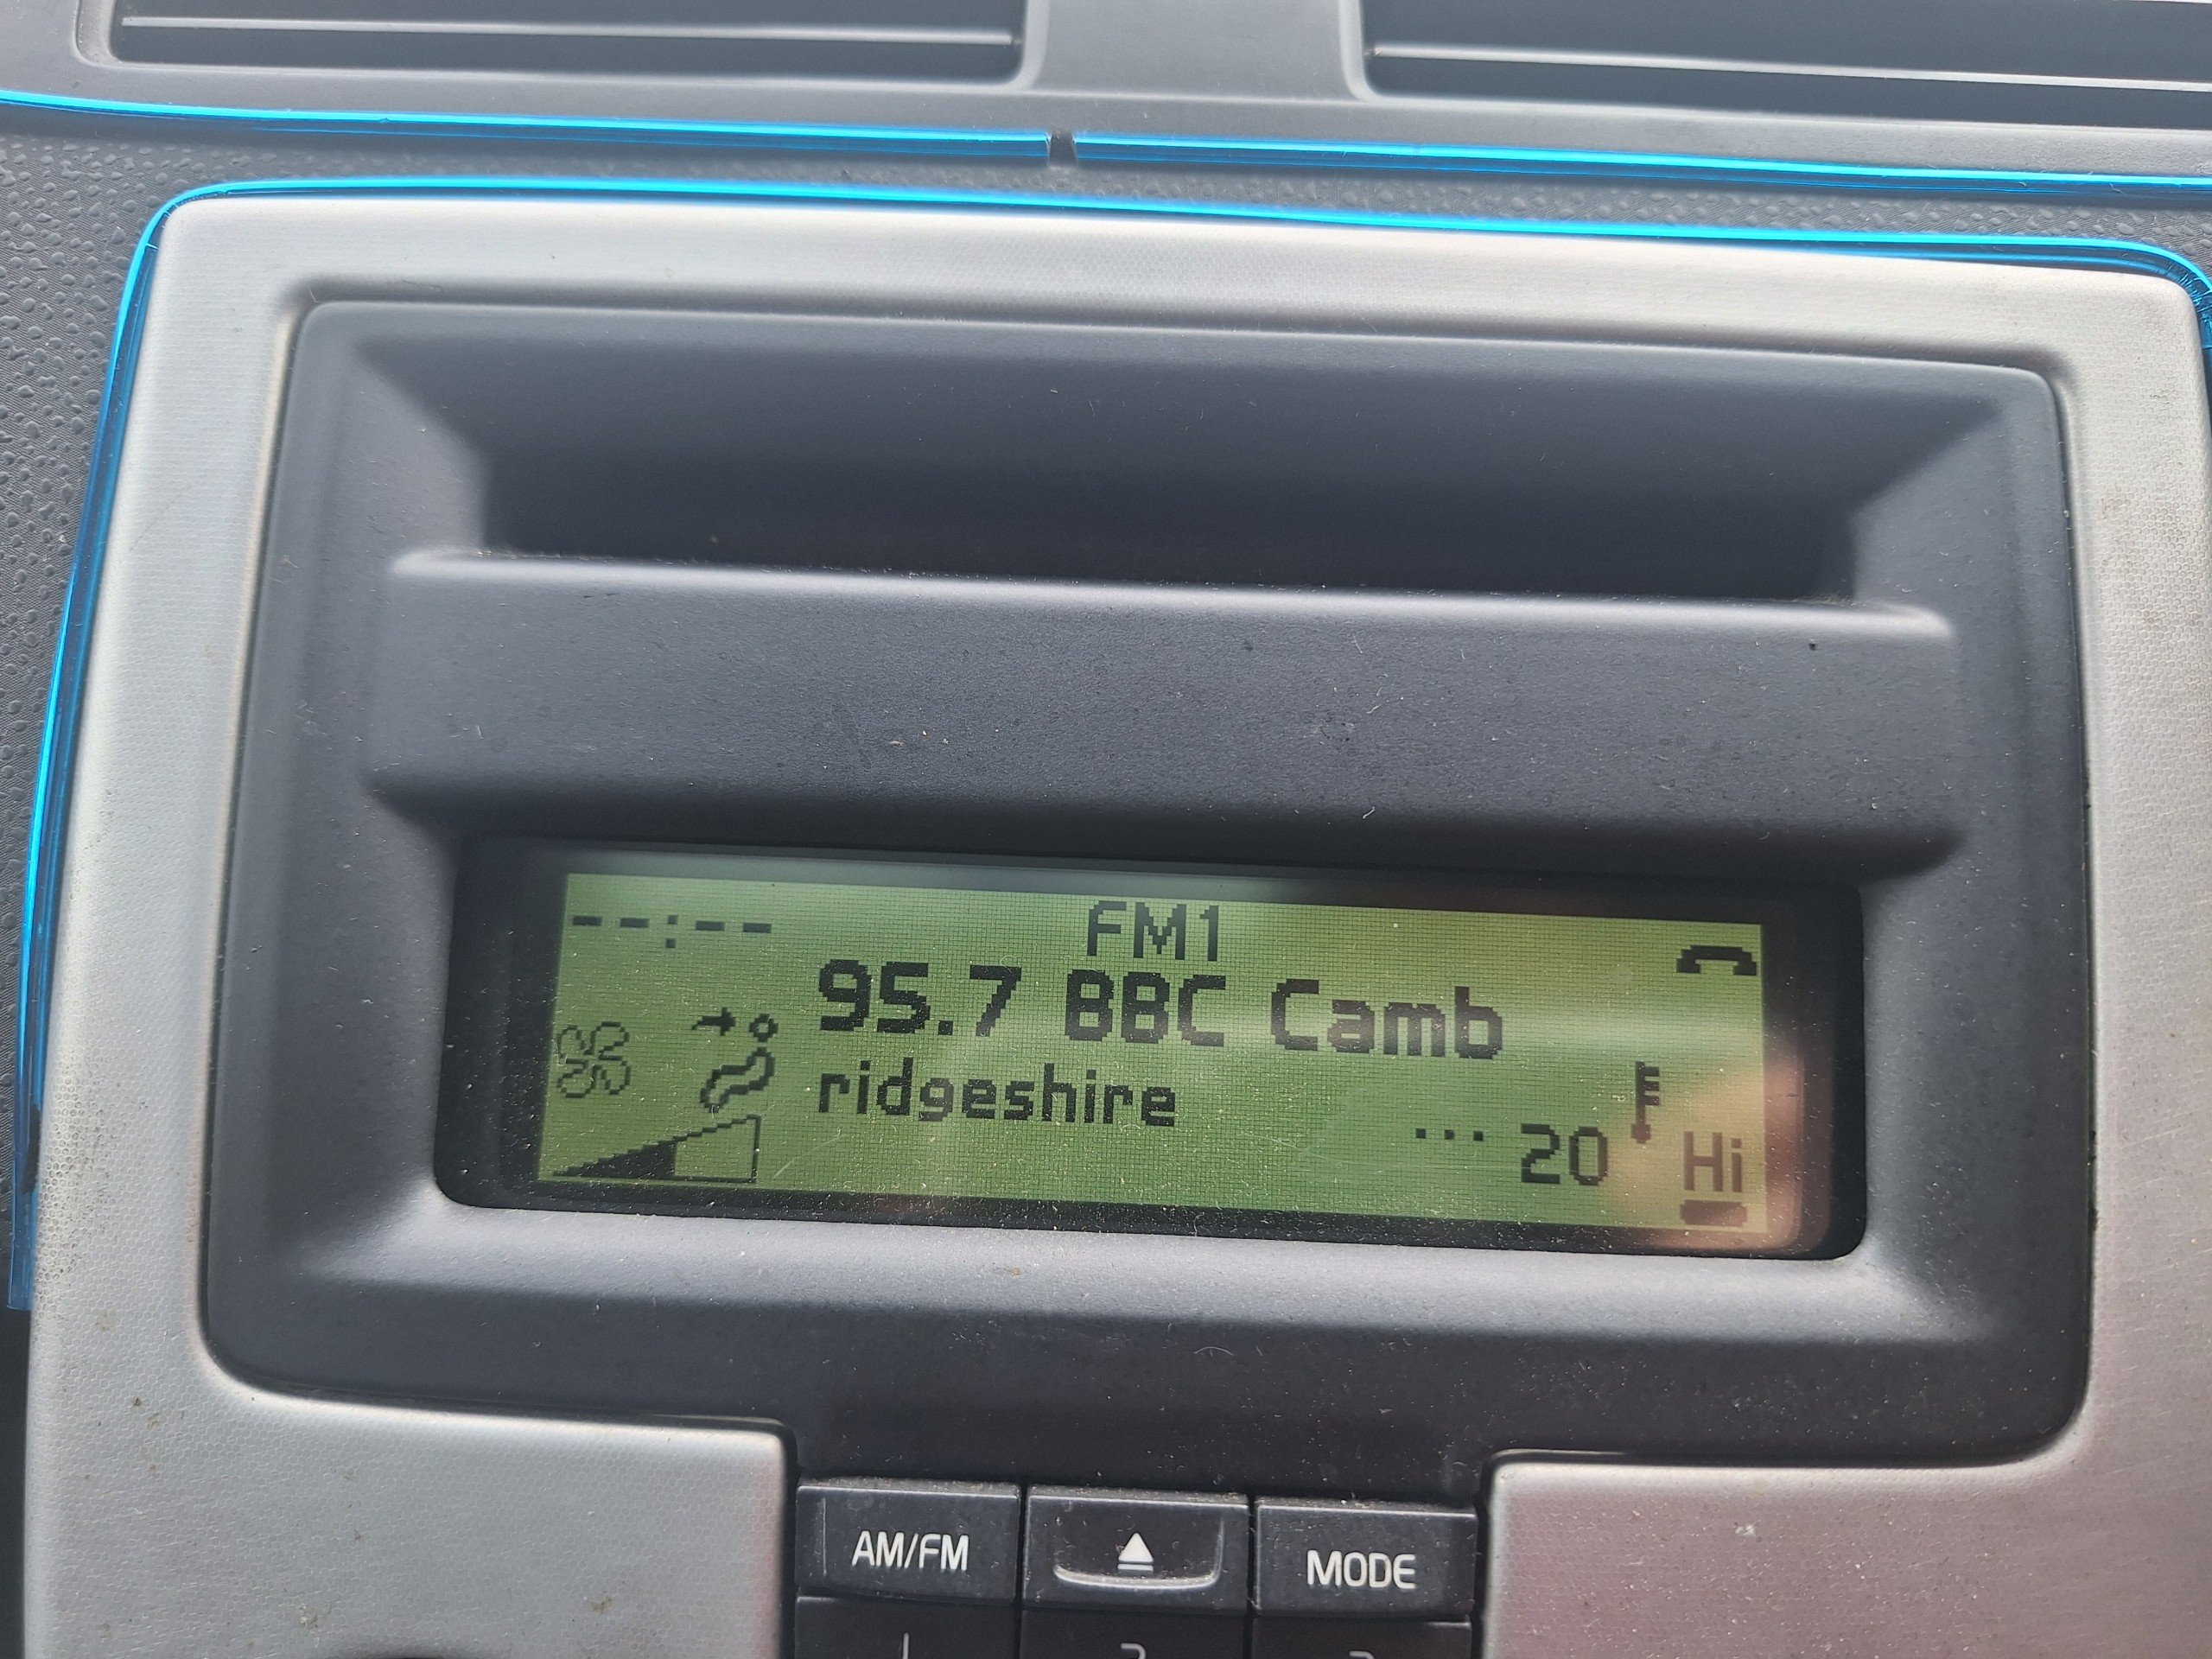 --:--
FM1
95.7 BBC Camb
ridgeshire
... 20
Hi
AM/FM
MODE